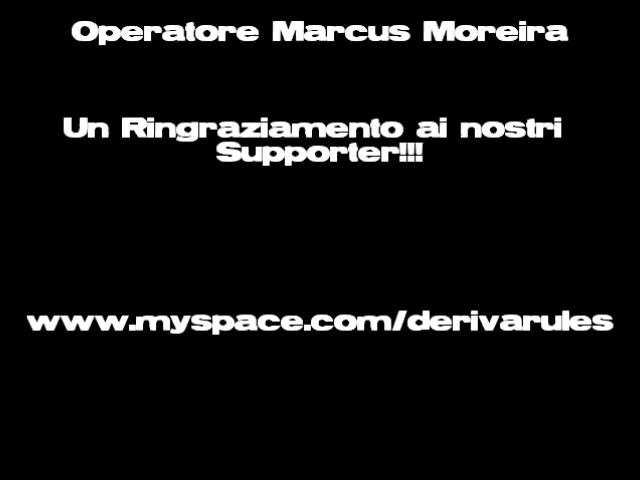 Operatore Marcus Moreira
Un Ringraziamento ai nostri
Supporter!!!
www.myspace.com/derivarules